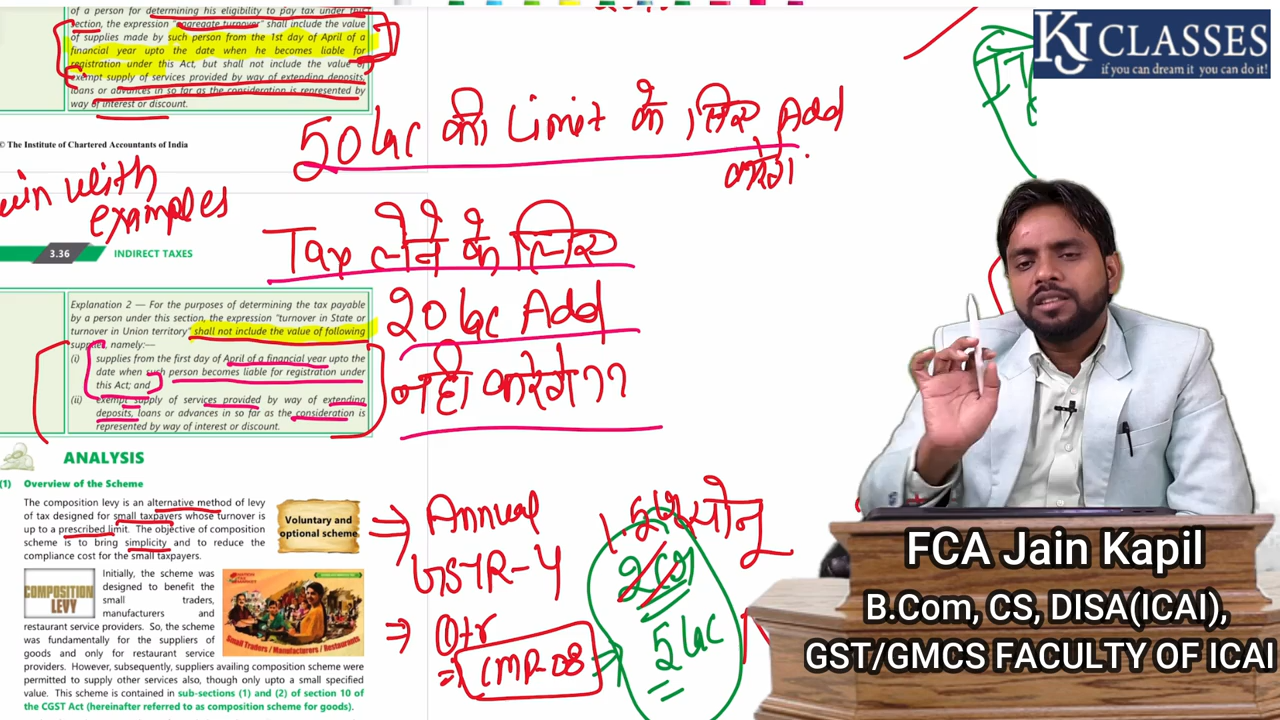 of a person for determining his eligibility to pay tax under this
section, the expression "aggregate turnover" shall include the value
of supplies made by such person from the 1st day of April of a
financial year upto the date when he becomes liable for
registration under this Act, but shall not include the value of
exempt supply of services provided by way of extending deposits,
loans or advances in so far as the consideration is represented by
way of interest or discount.
© The Institute of Chartered Accountants of India
50 lac की Limit के लिए Add
करेंगे
with
examples
3.36 INDIRECT TAXES
Tax लेने के लिए
20 lac Add
नही करेंगे ??
Explanation 2 — For the purposes of determining the tax payable
by a person under this section, the expression "turnover in State or
turnover in Union territory" shall not include the value of following
supplies, namely:—
(i) supplies from the first day of April of a financial year upto the
date when such person becomes liable for registration under
this Act; and
(ii) exempt supply of services provided by way of extending
deposits, loans or advances in so far as the consideration is
represented by way of interest or discount.
ANALYSIS
(1) Overview of the Scheme
The composition levy is an alternative method of levy
of tax designed for small taxpayers whose turnover is
up to a prescribed limit. The objective of composition
scheme is to bring simplicity and to reduce the
compliance cost for the small taxpayers.
Voluntary and
optional scheme
COMPOSITION
LEVY
Initially, the scheme was
designed to benefit the
small traders,
manufacturers and
restaurant service providers. So, the scheme
was fundamentally for the suppliers of
goods and only for restaurant service
providers. However, subsequently, suppliers availing composition scheme were
permitted to supply other services also, though only upto a small specified
value. This scheme is contained in sub-sections (1) and (2) of section 10 of
the CGST Act (hereinafter referred to as composition scheme for goods).
Small Traders / Manufacturers / Restaurants
⇒ Annual
GSTR-4
⇒ Qtr
CMP-08
5 lac
KJ CLASSES
if you can dream it you can do it!
FCA Jain Kapil
B.Com, CS, DISA(ICAI),
GST/GMCS FACULTY OF ICAI